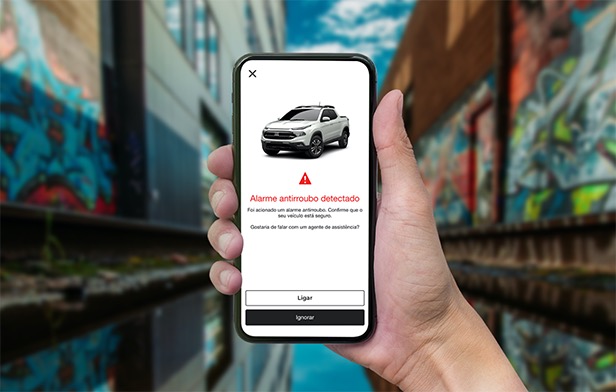 Alarme antirroubo detectado
Foi acionado um alarme antirroubo. Confirme que o
seu veículo está seguro.
Gostaria de falar com um agente de assistência?
Ligar
Ignorar